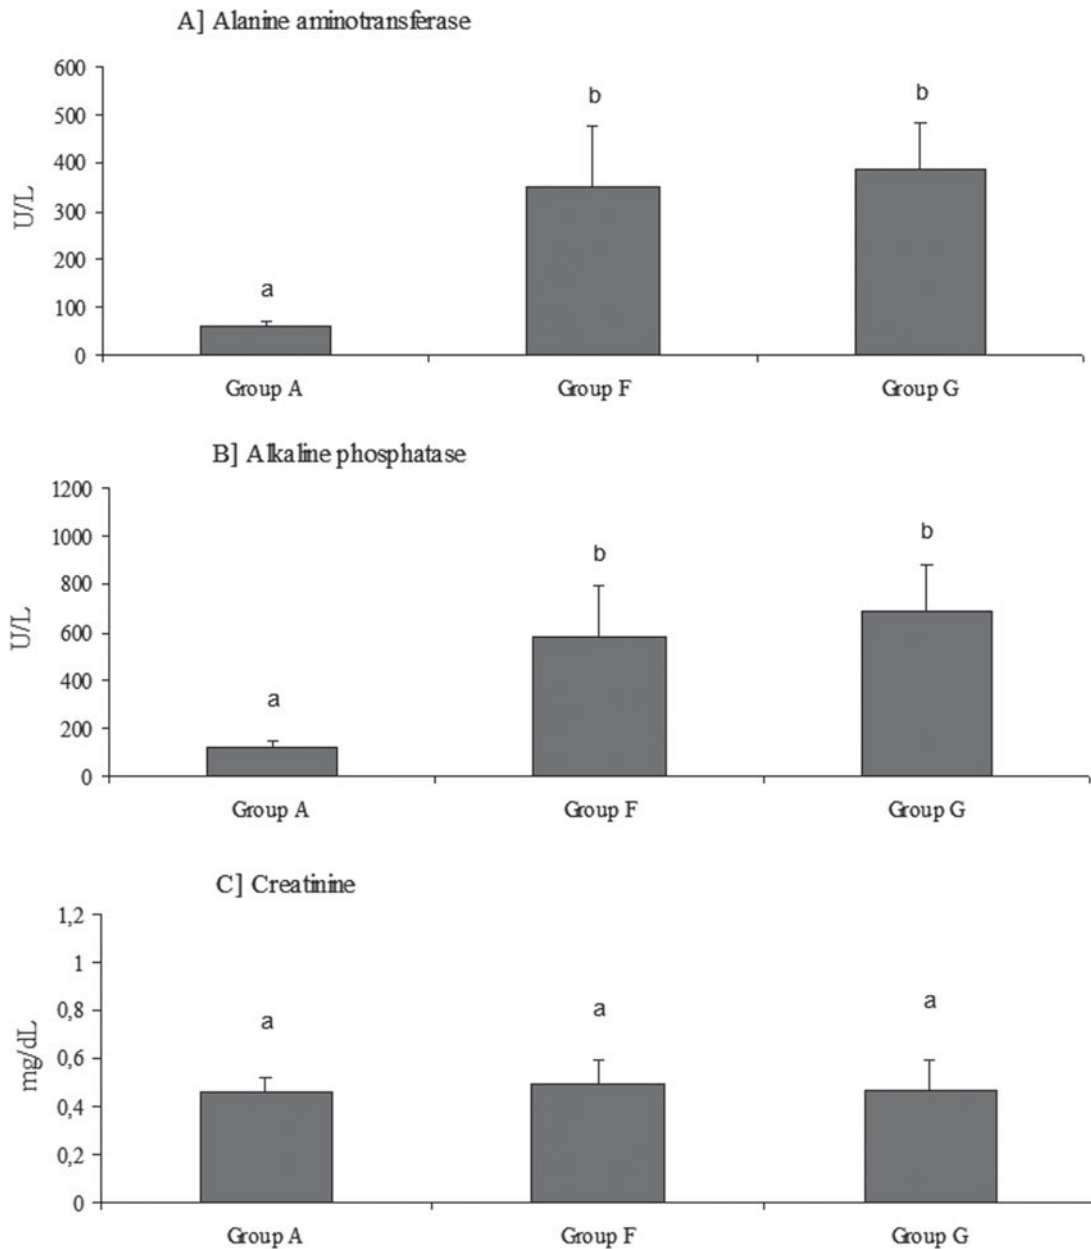 A] Alanine aminotransferase
600
500
400
300
200
100
0
U/L
a
b
b
Group A
Group F
Group G
B] Alkaline phosphatase
1200
1000
800
600
400
200
0
U/L
a
b
b
Group A
Group F
Group G
C] Creatinine
1,2
1
0,8
0,6
0,4
0,2
0
mg/dL
a
a
a
Group A
Group F
Group G